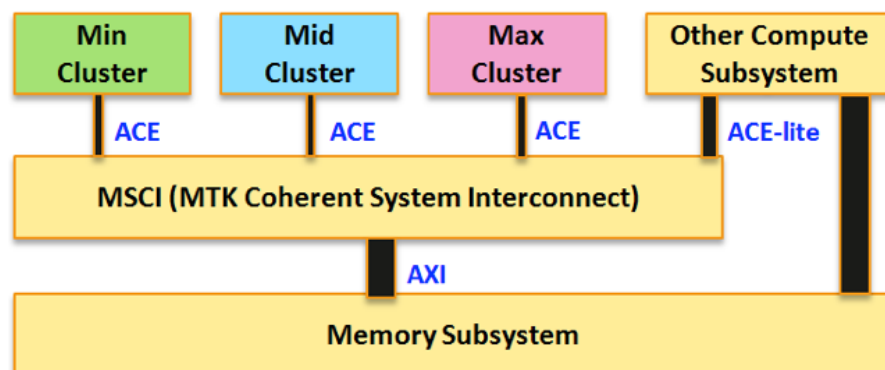 Min
Cluster
Mid
Cluster
Max
Cluster
Other Compute
Subsystem
ACE
ACE
ACE
ACE-lite
MSCI (MTK Coherent System Interconnect)
AXI
Memory Subsystem